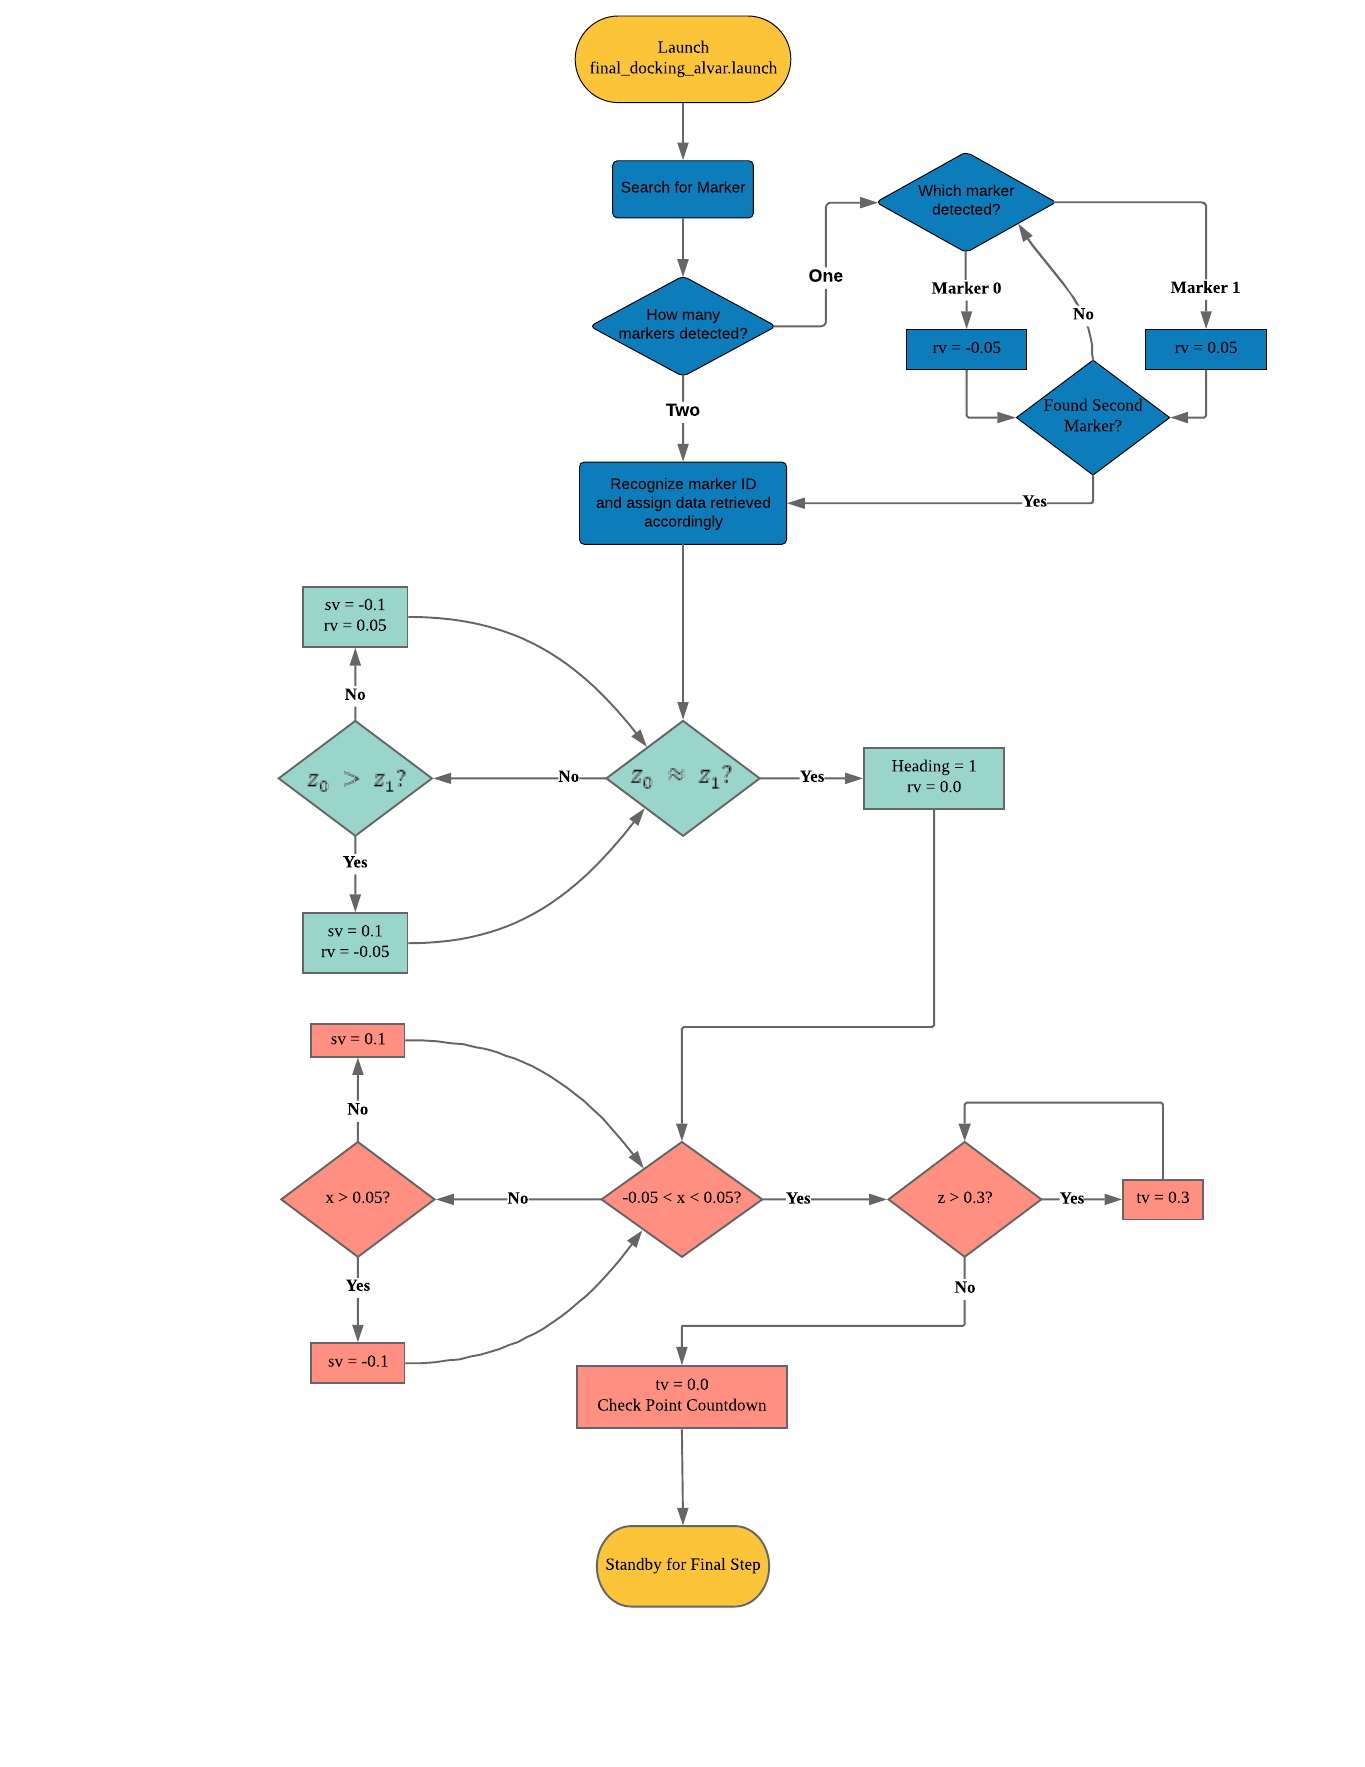 Launch
final_docking_alvar.launch
Search for Marker
How many
markers detected?
One
Which marker
detected?
Marker 0
Marker 1
rv = -0.05
rv = 0.05
No
Found Second
Marker?
Yes
Two
Recognize marker ID
and assign data retrieved
accordingly
z₀ ≈ z₁?
No
z₀ > z₁?
No
sv = -0.1
rv = 0.05
Yes
sv = 0.1
rv = -0.05
Yes
Heading = 1
rv = 0.0
-0.05 < x < 0.05?
No
x > 0.05?
No
sv = 0.1
Yes
sv = -0.1
Yes
z > 0.3?
Yes
tv = 0.3
No
tv = 0.0
Check Point Countdown
Standby for Final Step